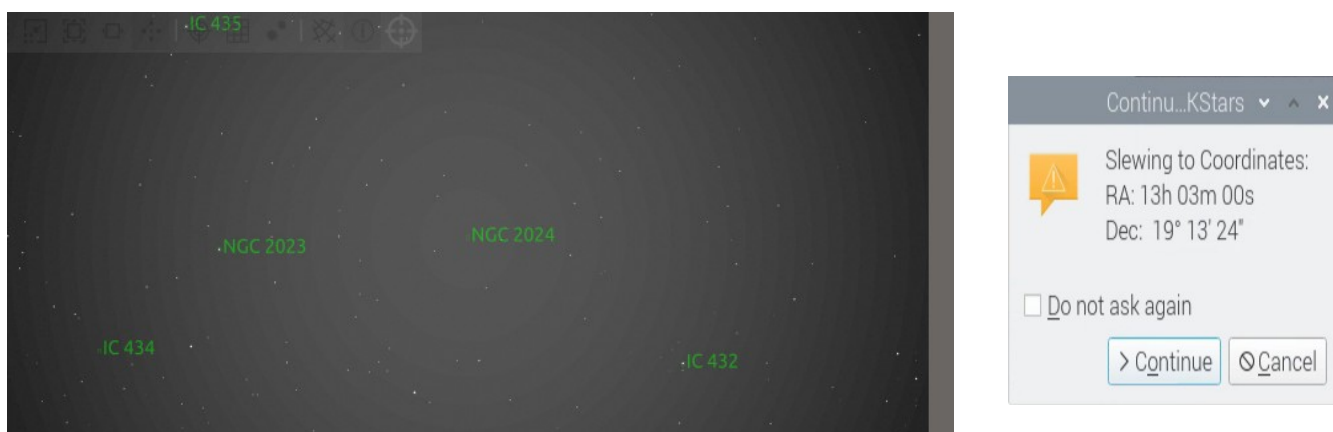 IC 435
NGC 2023
NGC 2024
IC 434
IC 432
Continu...KStars
Slewing to Coordinates:
RA: 13h 03m 00s
Dec: 19° 13' 24"
Do not ask again
> Continue
Cancel